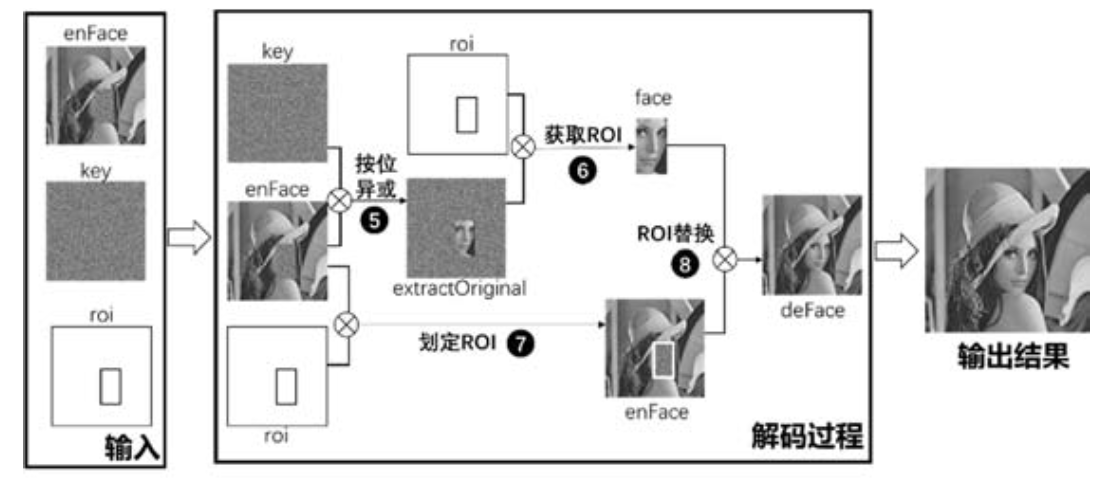 enFace
key
roi
输入
key
enFace
roi
按位
异或
5
extractOriginal
roi
获取ROI
6
face
划定ROI 7
enFace
ROI替换
8
deFace
解码过程
输出结果